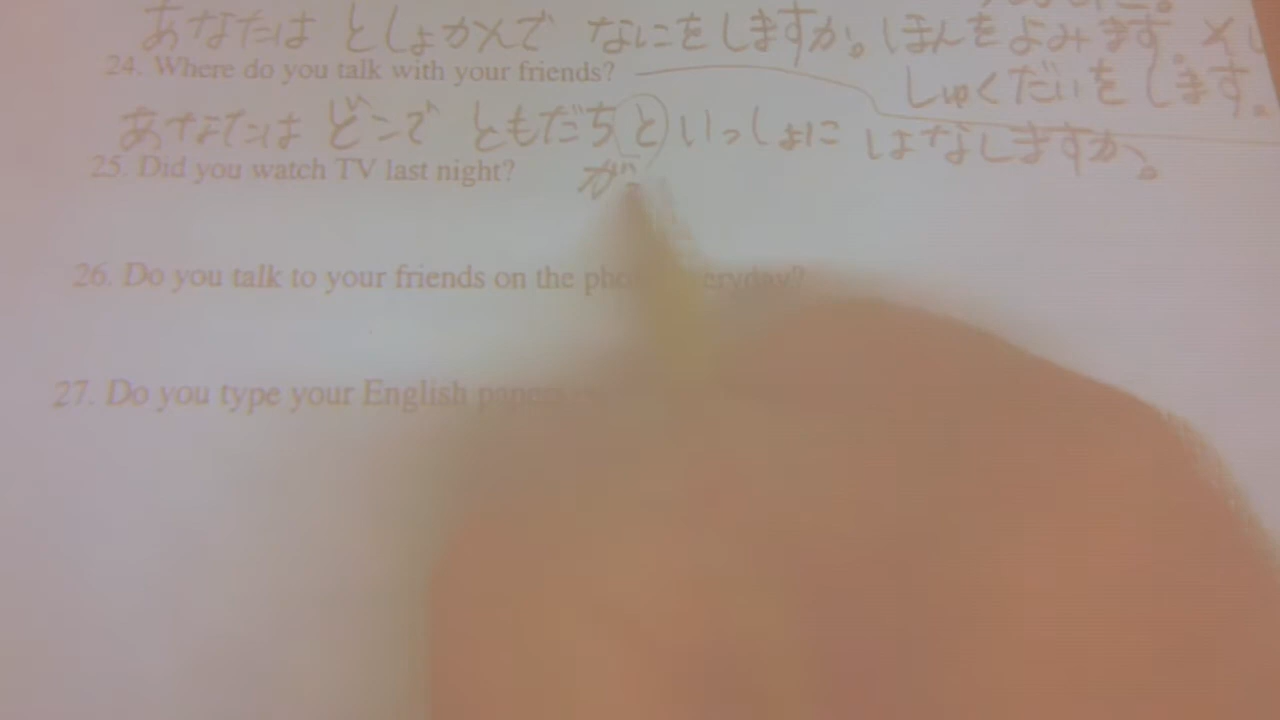 あなたは としょかんで なにをしますか。 ほんをよみます。
24. Where do you talk with your friends?
しゅくだいをします。
あなたは どこで ともだち と いっしょに はなしますか。
25. Did you watch TV last night?
が
26. Do you talk to your friends on the everyday?
27. Do you type your English